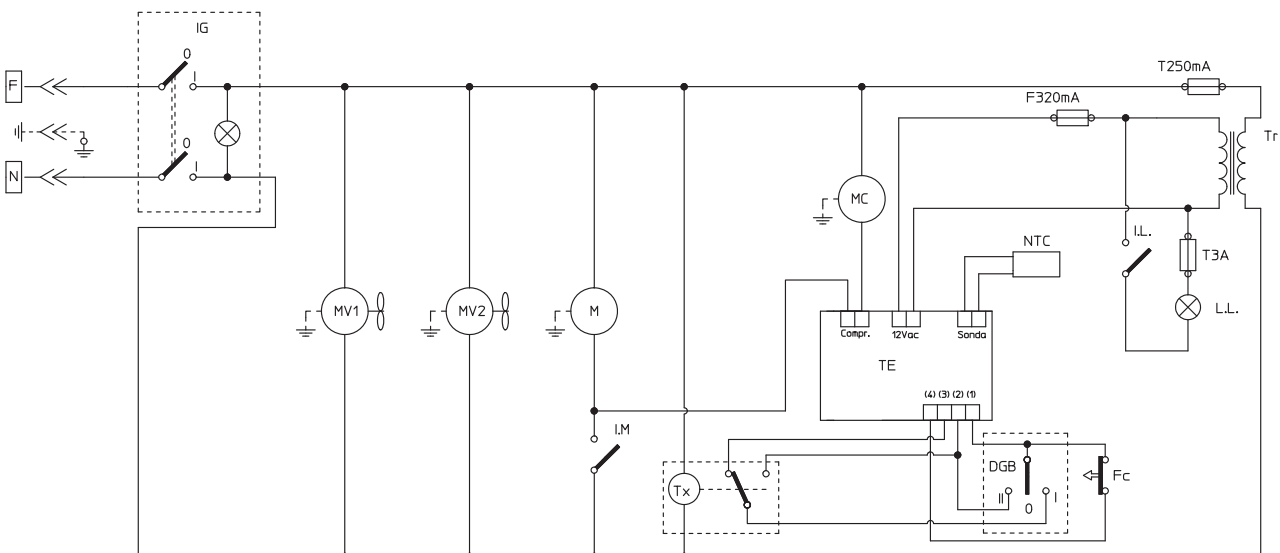 IG
0
I
F
0
I
N
T250mA
F320mA
Tr
MC
I.L.
NTC
T3A
MV1
MV2
M
L.L.
Compr.
12Vac
Sonda
TE
(4) (3) (2) (1)
I.M
DGB
Fc
Tx
II
I
0